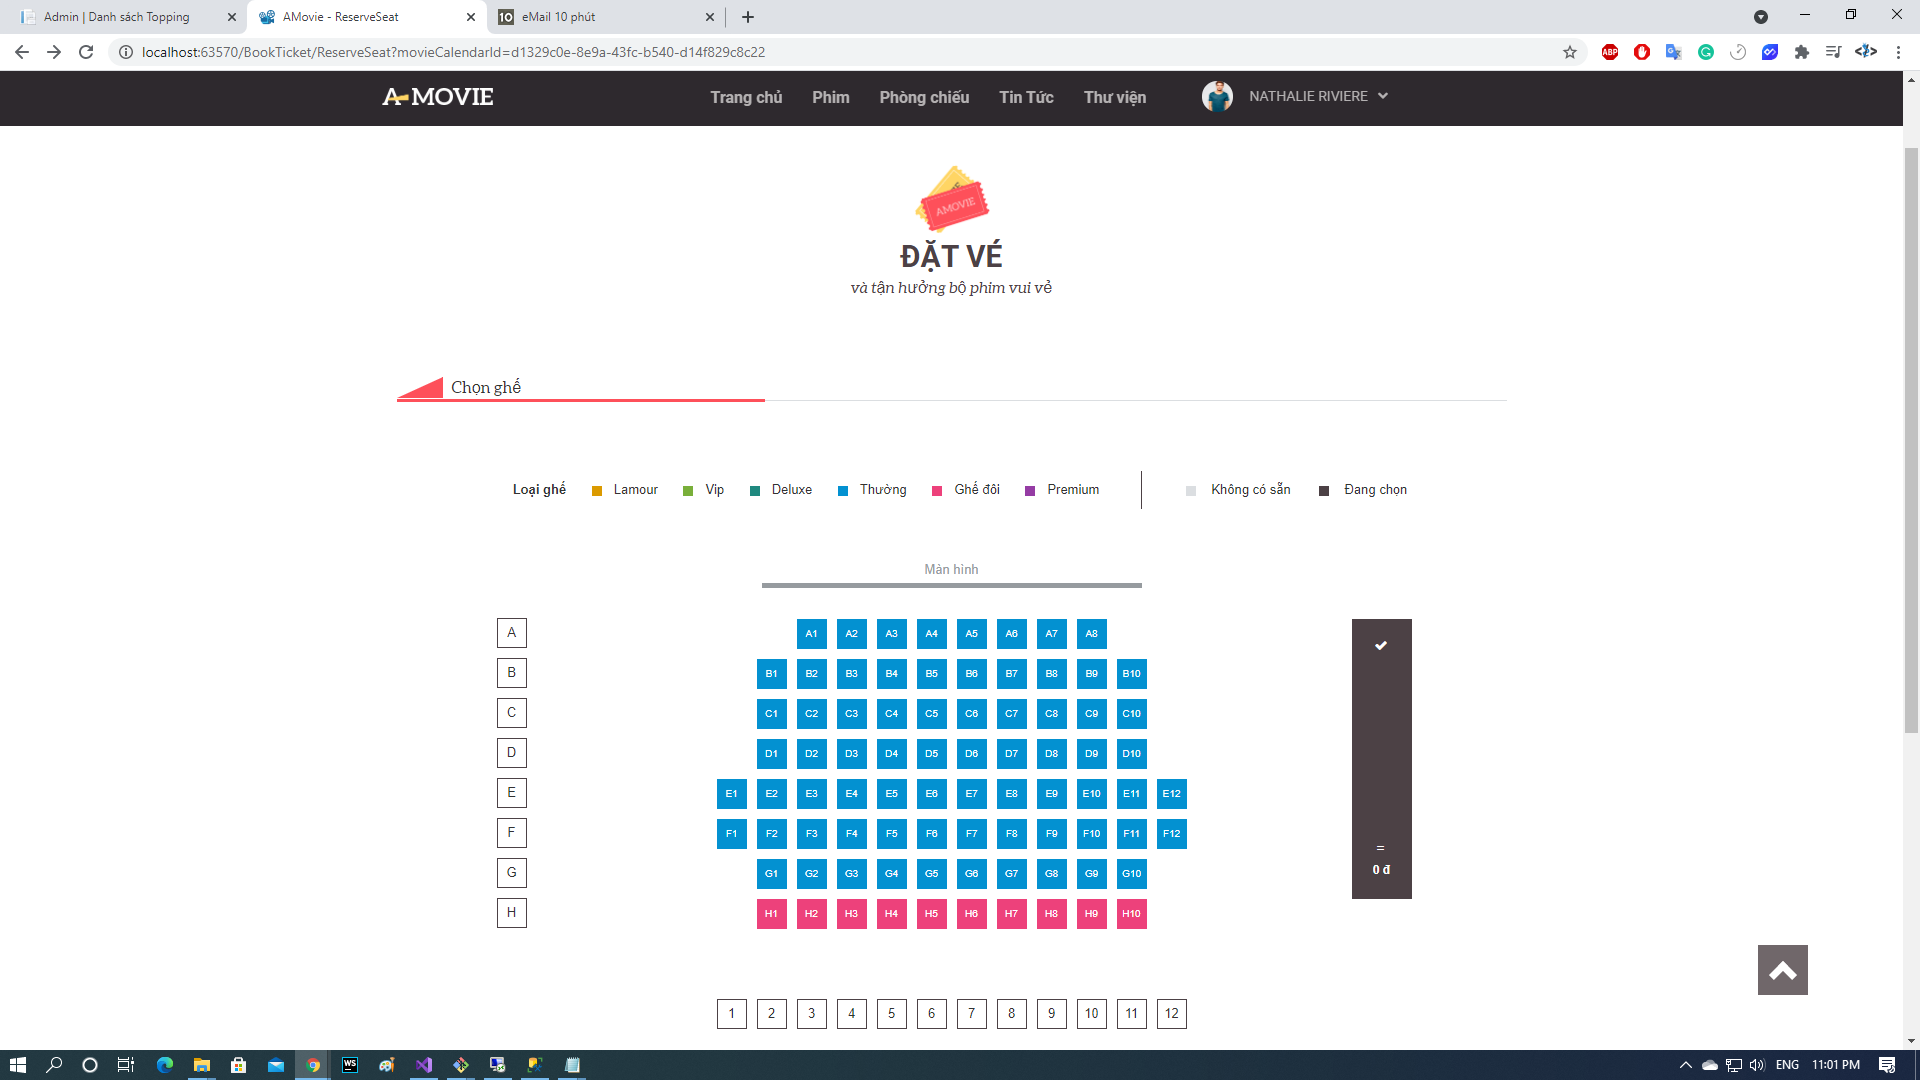 Admin | Danh sách Topping
AMovie - ReserveSeat
10 eMail 10 phút
localhost:63570/BookTicket/ReserveSeat?movieCalendarId=d1329c0e-8e9a-43fc-b540-d14f829c8c22
ABP
A-MOVIE Trang chủ Phim Phòng chiếu Tin Tức Thư viện NATHALIE RIVIERE
AMOVIE
ĐẶT VÉ
và tận hưởng bộ phim vui vẻ
Chọn ghế
Loại ghế Lamour Vip Deluxe Thường Ghế đôi Premium Không có sẵn Đang chọn
Màn hình
A A1 A2 A3 A4 A5 A6 A7 A8
B B1 B2 B3 B4 B5 B6 B7 B8 B9 B10
C C1 C2 C3 C4 C5 C6 C7 C8 C9 C10
D D1 D2 D3 D4 D5 D6 D7 D8 D9 D10
E E1 E2 E3 E4 E5 E6 E7 E8 E9 E10 E11 E12
F F1 F2 F3 F4 F5 F6 F7 F8 F9 F10 F11 F12
=
G G1 G2 G3 G4 G5 G6 G7 G8 G9 G10 0 đ
H H1 H2 H3 H4 H5 H6 H7 H8 H9 H10
1 2 3 4 5 6 7 8 9 10 11 12
WS ENG 11:01 PM